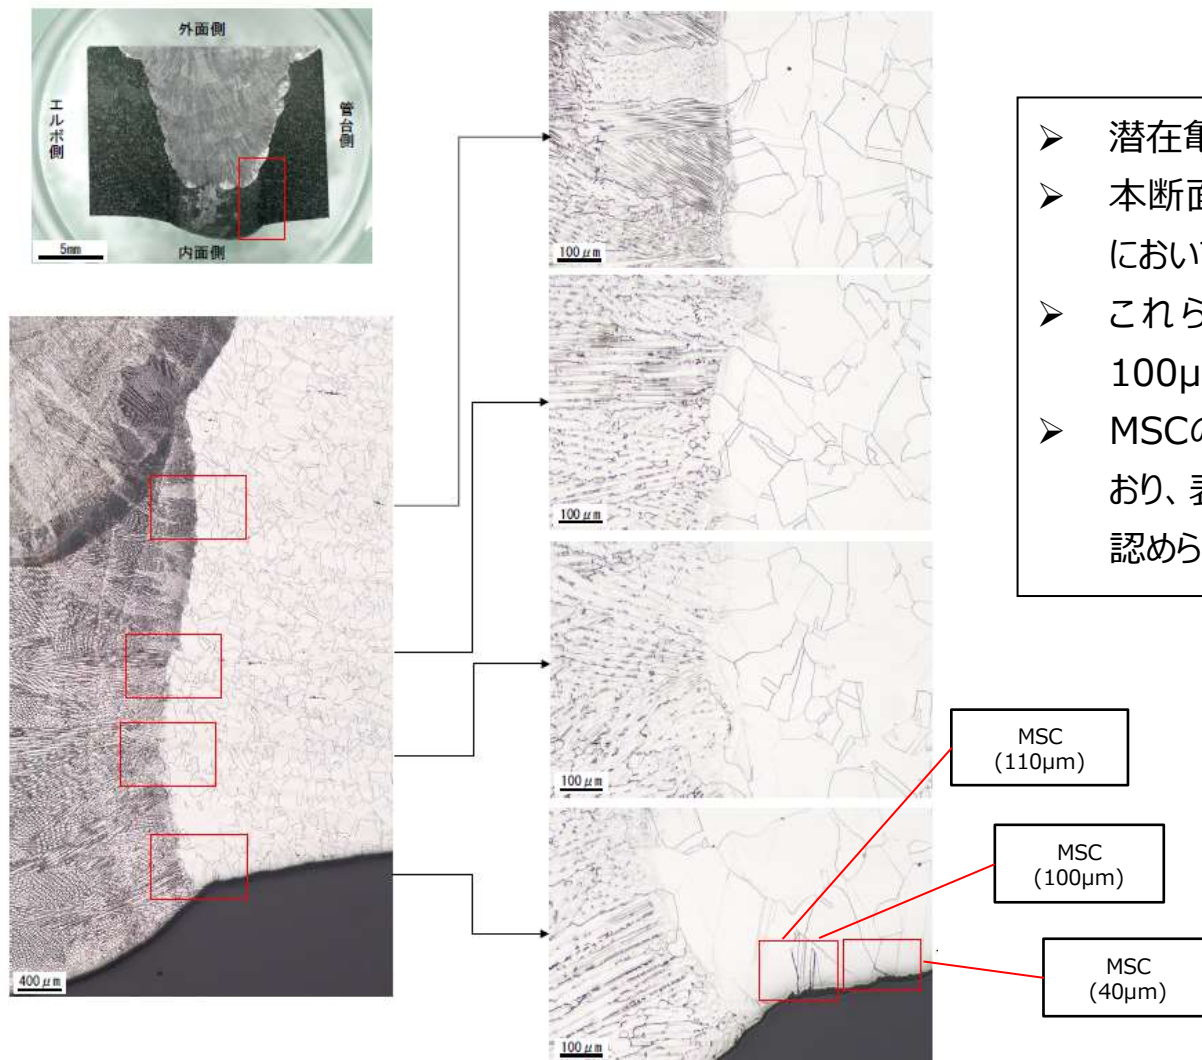 外面側
エルボ側
管台側
5mm
内面側
400μm
100μm
100μm
100μm
100μm
➤ 潜在亀
➤ 本断面
におい
➤ これら
100μ
➤ MSCの
おり、表
認めら
MSC
(110μm)
MSC
(100μm)
MSC
(40μm)